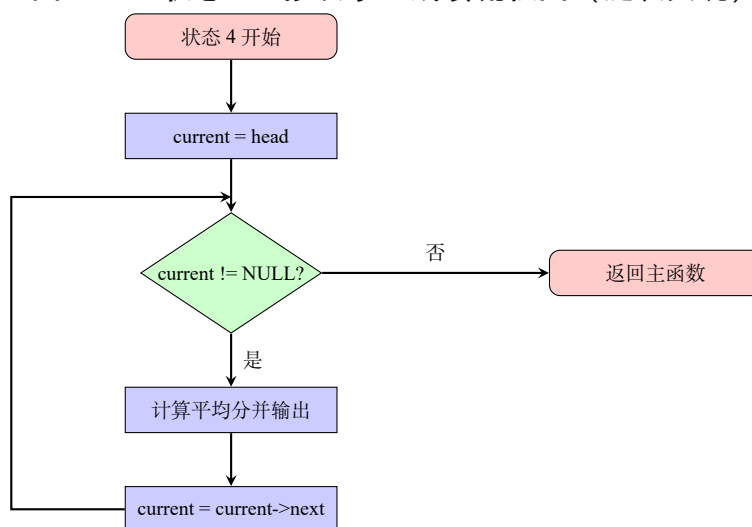 状态 4 开始
current = head
current != NULL?
否
返回主函数
是
计算平均分并输出
current = current->next